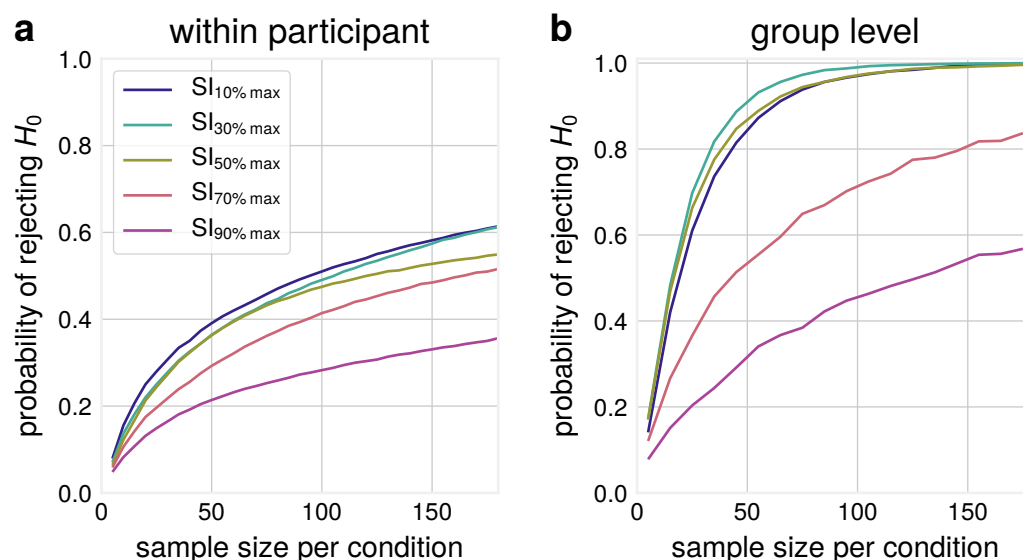 a within participant
probability of rejecting H0
1.0
0.8
0.6
0.4
0.2
0.0
SI10% max
SI30% max
SI50% max
SI70% max
SI90% max
0 50 100 150
sample size per condition
b group level
probability of rejecting H0
1.0
0.8
0.6
0.4
0.2
0.0
0 50 100 150
sample size per condition